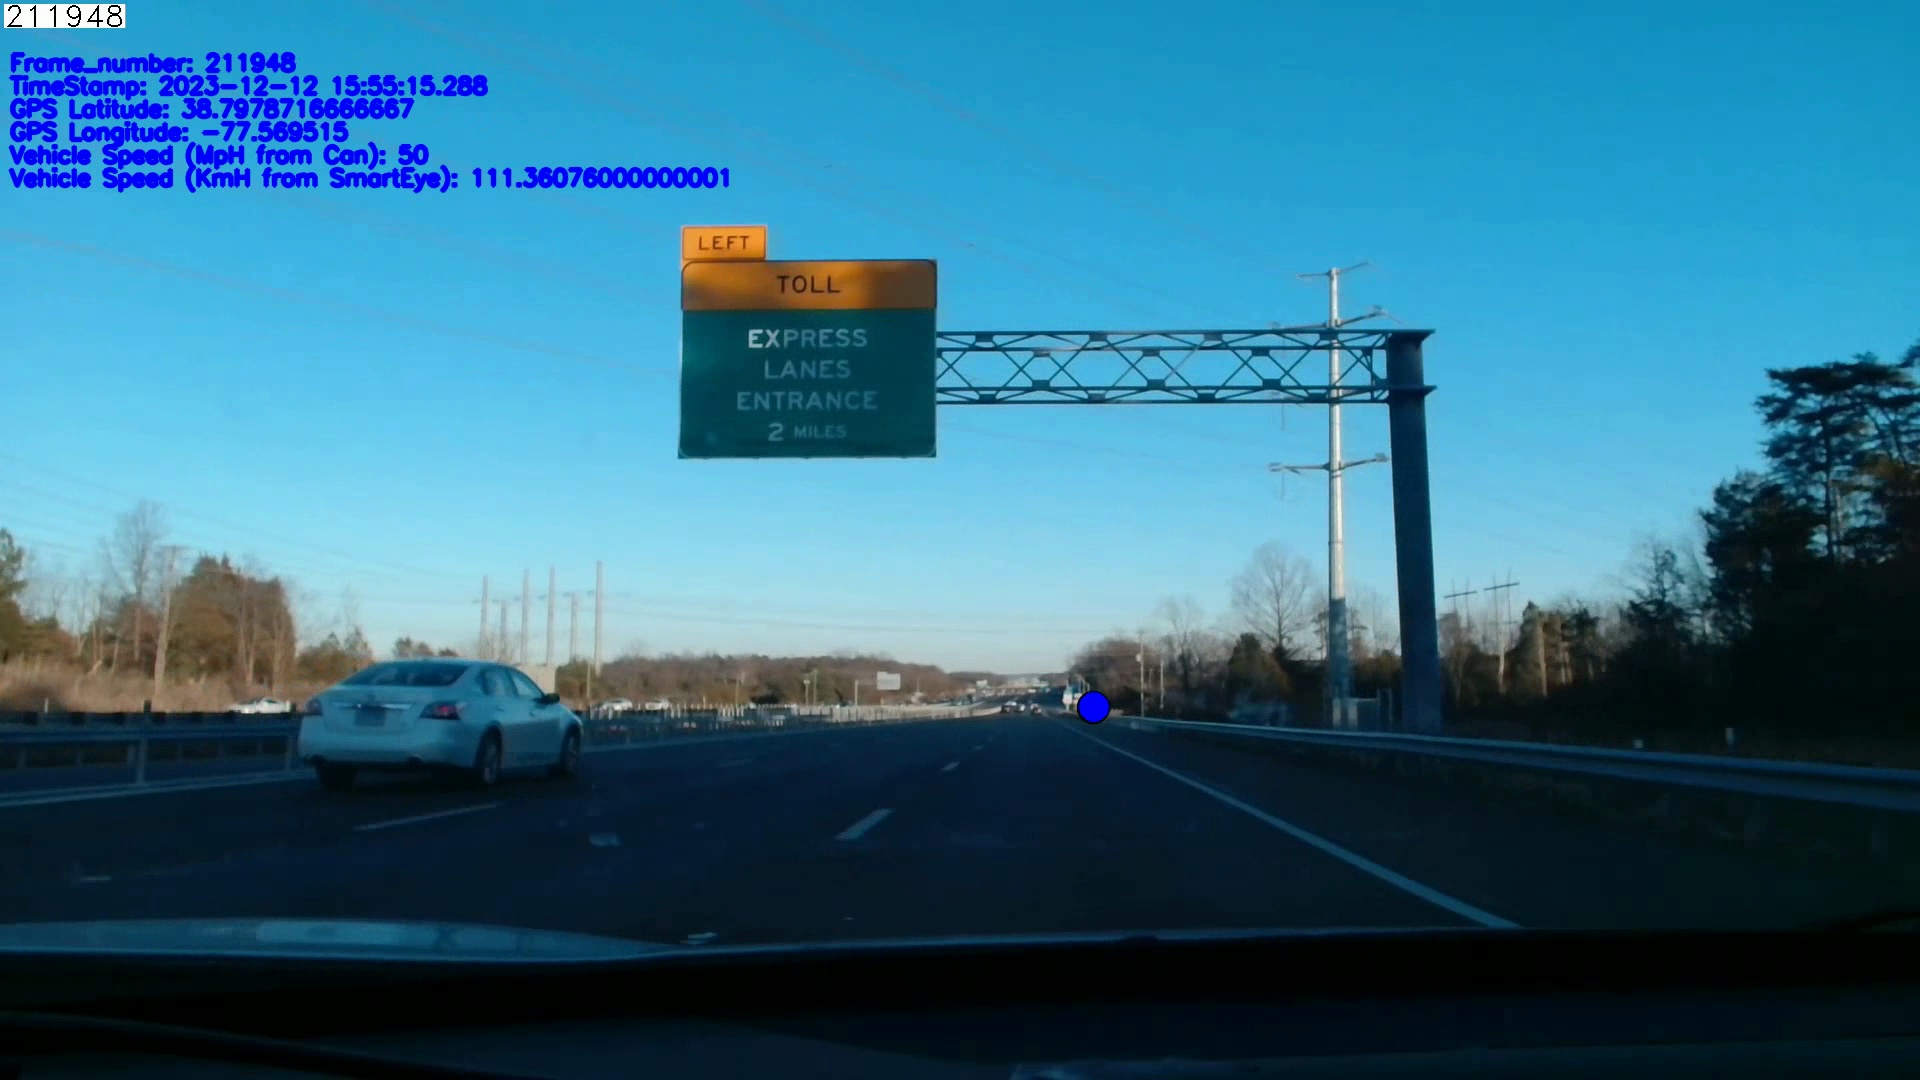 211948
Frame_number: 211948
TimeStamp: 2023-12-12 15:55:15.288
GPS Latitude: 38.7978716666667
GPS Longitude: -77.569515
Vehicle Speed (MpH from Can): 50
Vehicle Speed (KmH from SmartEye): 111.36076000000001
LEFT
TOLL
EXPRESS
LANES
ENTRANCE
2 MILES